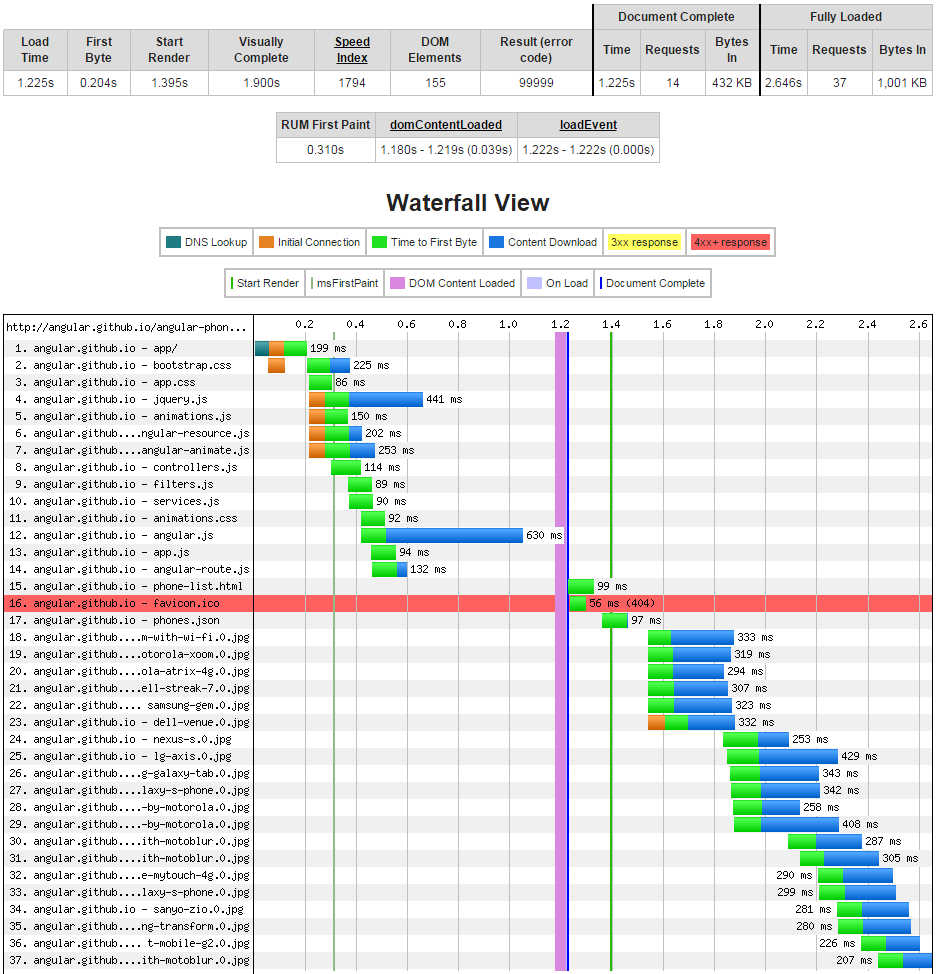 Document Complete Fully Loaded
Load Time First Byte Start Render Visually Complete Speed Index DOM Elements Result (error code) Time Requests Bytes In Time Requests Bytes In
1.225s 0.204s 1.395s 1.900s 1794 155 99999 1.225s 14 432 KB 2.646s 37 1,001 KB
RUM First Paint domContentLoaded loadEvent
0.310s 1.180s - 1.219s (0.039s) 1.222s - 1.222s (0.000s)
Waterfall View
DNS Lookup Initial Connection Time to First Byte Content Download 3xx response 4xx+ response
Start Render msFirstPaint DOM Content Loaded On Load Document Complete
http://angular.github.io/angular-phon... 0.2 0.4 0.6 0.8 1.0 1.2 1.4 1.6 1.8 2.0 2.2 2.4 2.6
1. angular.github.io - app/ 199 ms
2. angular.github.io - bootstrap.css 225 ms
3. angular.github.io - app.css 86 ms
4. angular.github.io - jquery.js 441 ms
5. angular.github.io - animations.js 150 ms
6. angular.github....ngular-resource.js 202 ms
7. angular.github....angular-animate.js 253 ms
8. angular.github.io - controllers.js 114 ms
9. angular.github.io - filters.js 89 ms
10. angular.github.io - services.js 90 ms
11. angular.github.io - animations.css 92 ms
12. angular.github.io - angular.js 630 ms
13. angular.github.io - app.js 94 ms
14. angular.github.io - angular-route.js 132 ms
15. angular.github.io - phone-list.html 99 ms
16. angular.github.io - favicon.ico 56 ms (404)
17. angular.github.io - phones.json 97 ms
18. angular.github....m-with-wi-fi.0.jpg 333 ms
19. angular.github....otorola-xoom.0.jpg 319 ms
20. angular.github....ola-atrix-4g.0.jpg 294 ms
21. angular.github....ell-streak-7.0.jpg 307 ms
22. angular.github.... samsung-gem.0.jpg 323 ms
23. angular.github.io - dell-venue.0.jpg 332 ms
24. angular.github.io - nexus-s.0.jpg 253 ms
25. angular.github.io - lg-axis.0.jpg 429 ms
26. angular.github....g-galaxy-tab.0.jpg 343 ms
27. angular.github....laxy-s-phone.0.jpg 342 ms
28. angular.github....-by-motorola.0.jpg 258 ms
29. angular.github....-by-motorola.0.jpg 408 ms
30. angular.github....ith-motoblur.0.jpg 287 ms
31. angular.github....ith-motoblur.0.jpg 305 ms
32. angular.github....e-mytouch-4g.0.jpg 290 ms
33. angular.github....laxy-s-phone.0.jpg 299 ms
34. angular.github.io - sanyo-zio.0.jpg 281 ms
35. angular.github....ng-transform.0.jpg 280 ms
36. angular.github.... t-mobile-g2.0.jpg 226 ms
37. angular.github....ith-motoblur.0.jpg 207 ms